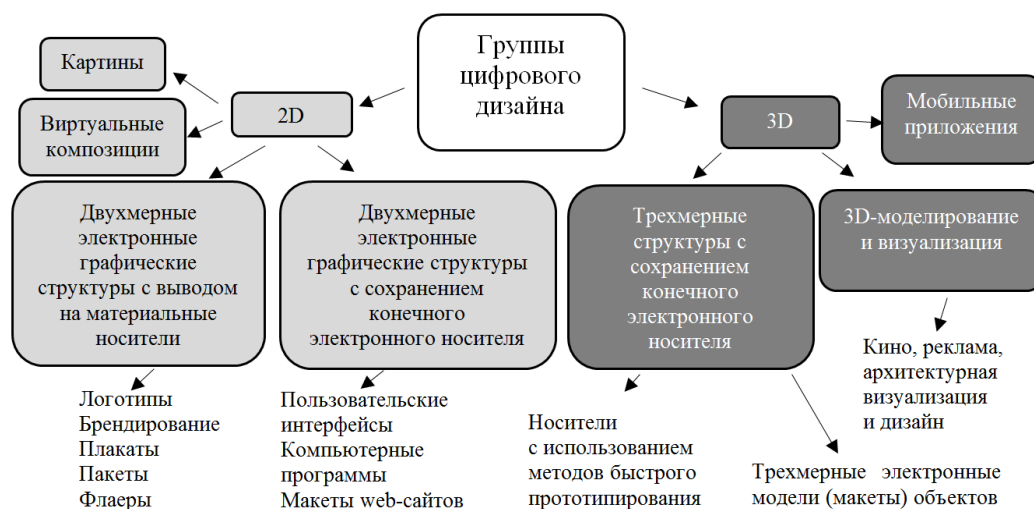 Группы
цифрового
дизайна
Картины
Виртуальные
композиции
2D
3D
Мобильные
приложения
Двухмерные
электронные
графические
структуры с выводом
на материальные
носители
Двухмерные
электронные
графические структуры
с сохранением
конечного
электронного носителя
Трехмерные
структуры с
сохранением
конечного
электронного
носителя
3D-моделирование
и визуализация
Логотипы
Брендирование
Плакаты
Пакеты
Флаеры
Пользовательские
интерфейсы
Компьютерные
программы
Макеты web-сайтов
Носители
с использованием
методов быстрого
прототипирования
Трехмерные электронные
модели (макеты) объектов
Кино, реклама,
архитектурная
визуализация
и дизайн